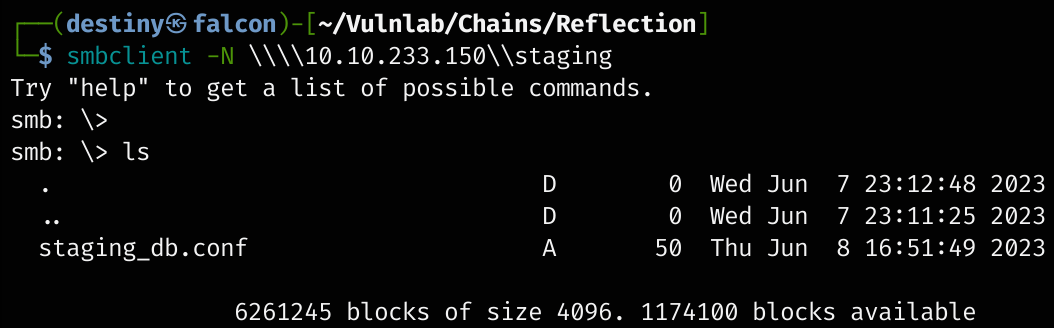 ┌──(destiny㉿falcon)-[~/Vulnlab/Chains/Reflection]
└─$ smbclient -N \\\\10.10.233.150\\staging
Try "help" to get a list of possible commands.
smb: \>
smb: \> ls
  .                                   D        0  Wed Jun  7 23:12:48 2023
  ..                                  D        0  Wed Jun  7 23:11:25 2023
  staging_db.conf                     A       50  Thu Jun  8 16:51:49 2023
                6261245 blocks of size 4096. 1174100 blocks available